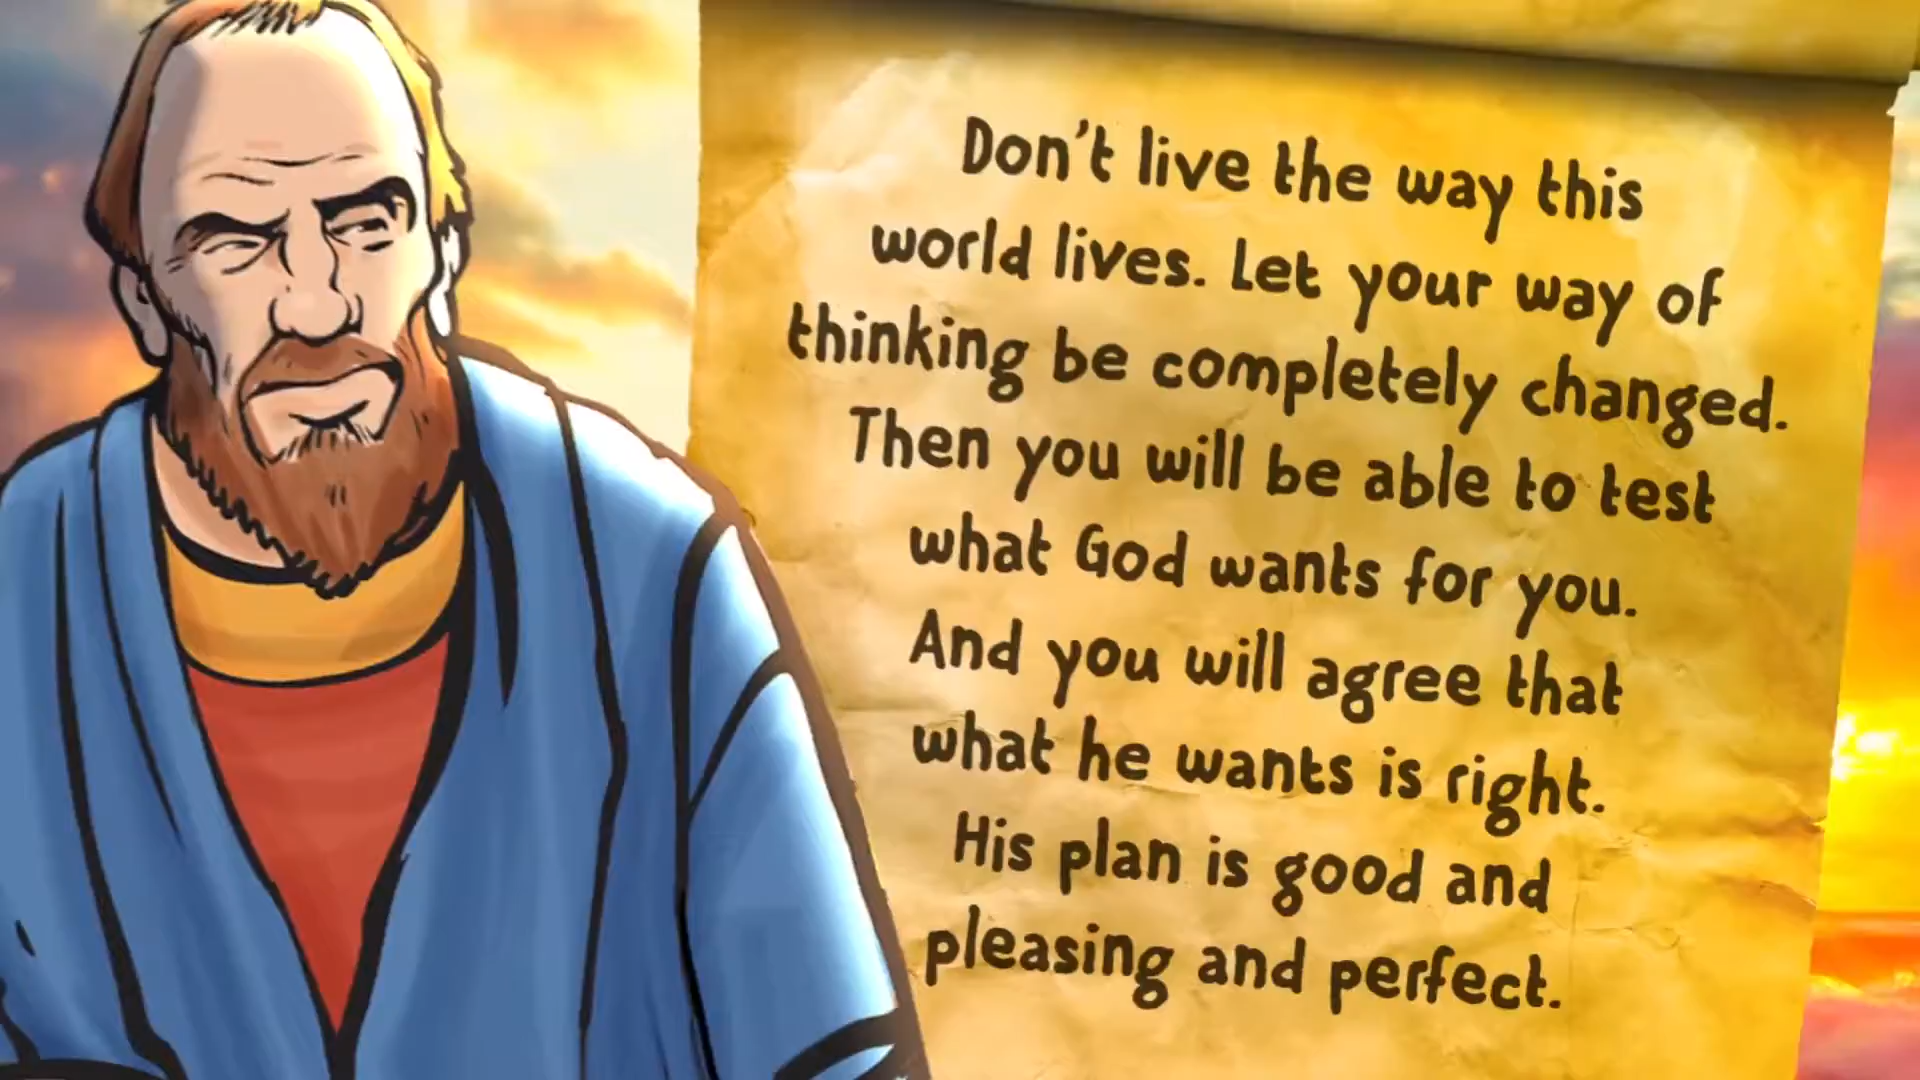 Don't live the way this
world lives. Let your way of
thinking be completely changed.
Then you will be able to test
what God wants for you.
And you will agree that
what he wants is right.
His plan is good and
pleasing and perfect.